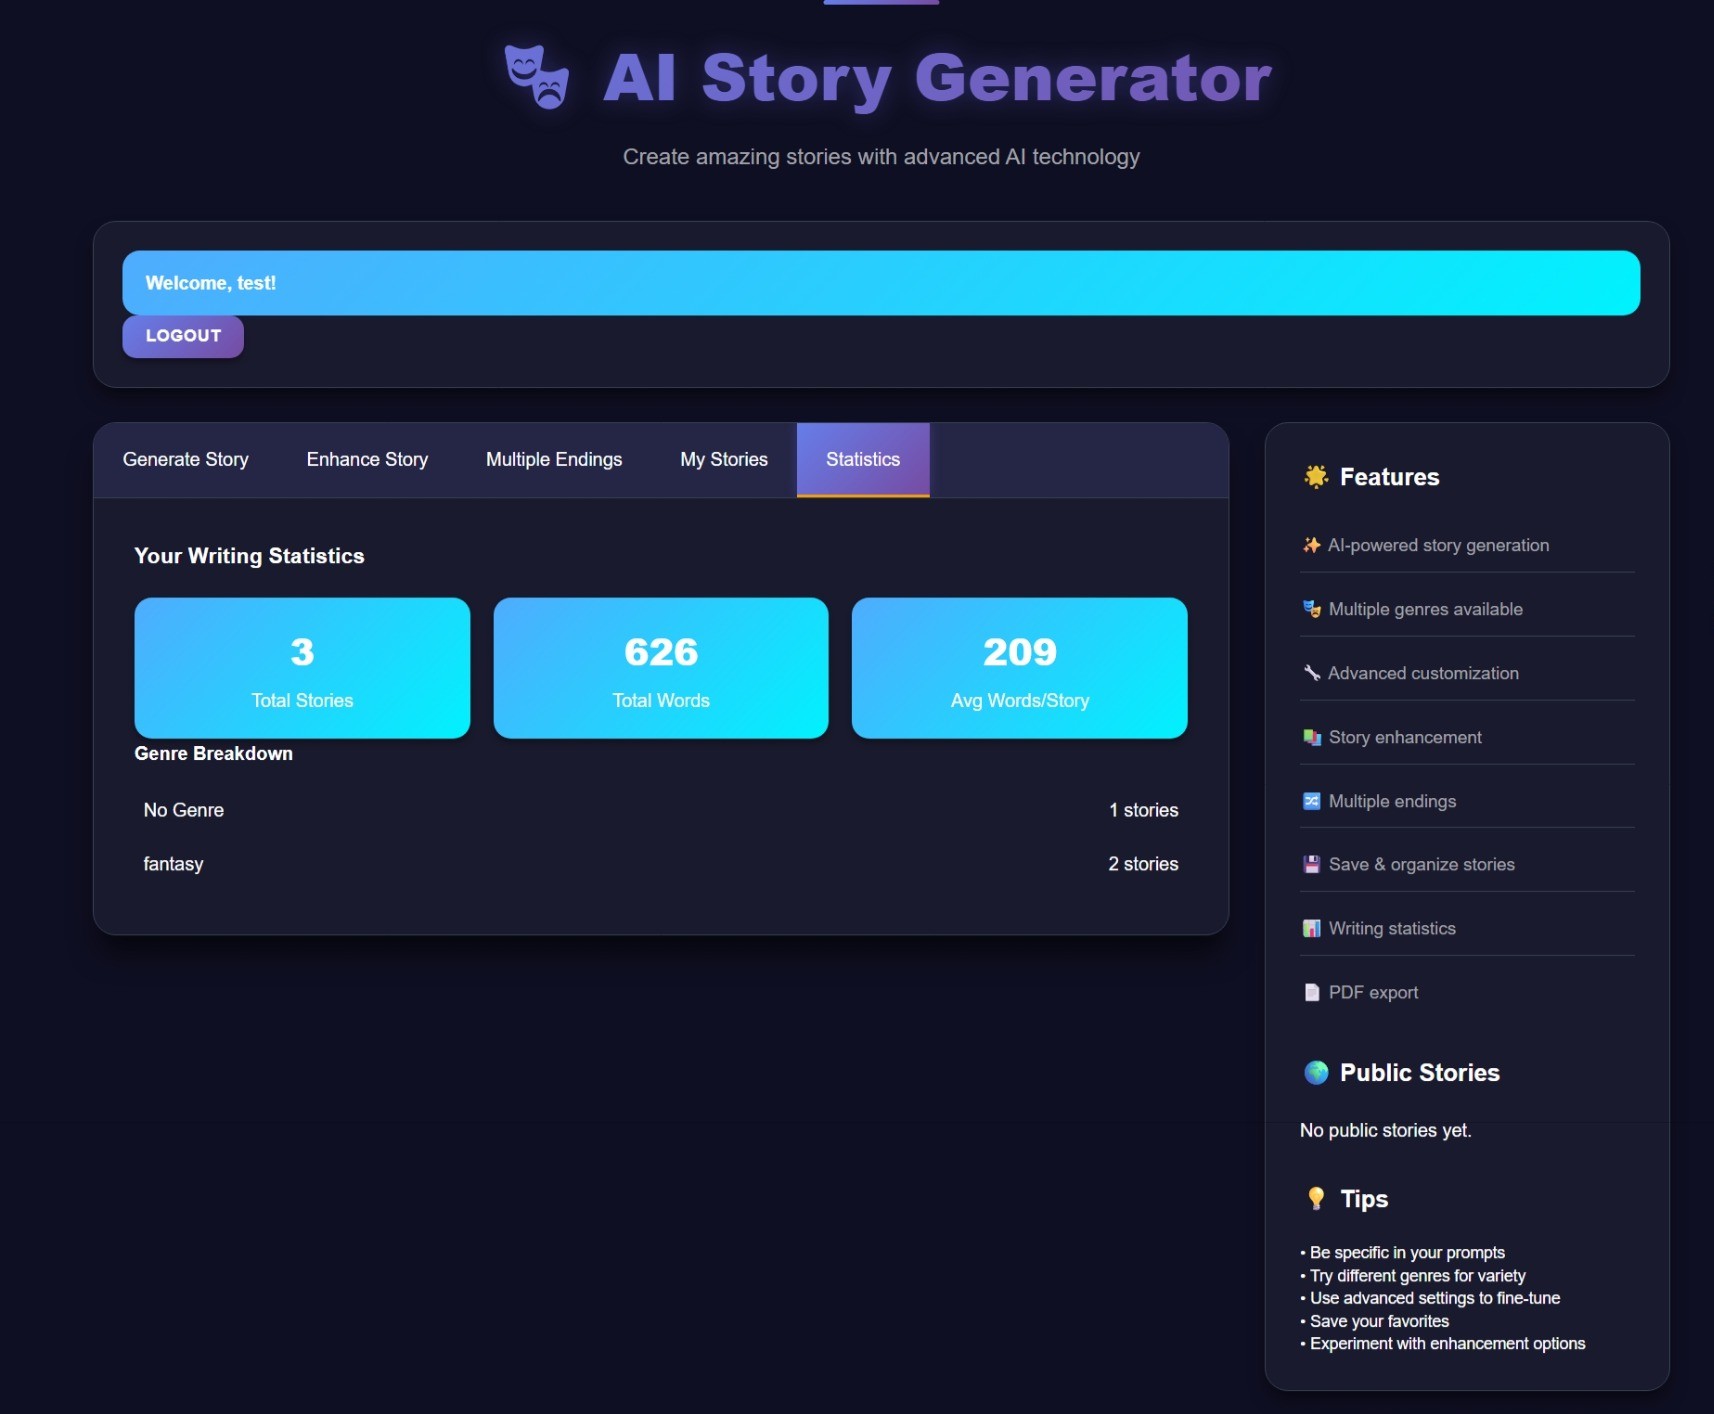 AI Story Generator
Create amazing stories with advanced AI technology
Welcome, test!
LOGOUT
Generate Story
Enhance Story
Multiple Endings
My Stories
Statistics
Your Writing Statistics
3
Total Stories
626
Total Words
209
Avg Words/Story
Genre Breakdown
No Genre
1 stories
fantasy
2 stories
Features
AI-powered story generation
Multiple genres available
Advanced customization
Story enhancement
Multiple endings
Save & organize stories
Writing statistics
PDF export
Public Stories
No public stories yet.
Tips
• Be specific in your prompts
• Try different genres for variety
• Use advanced settings to fine-tune
• Save your favorites
• Experiment with enhancement options